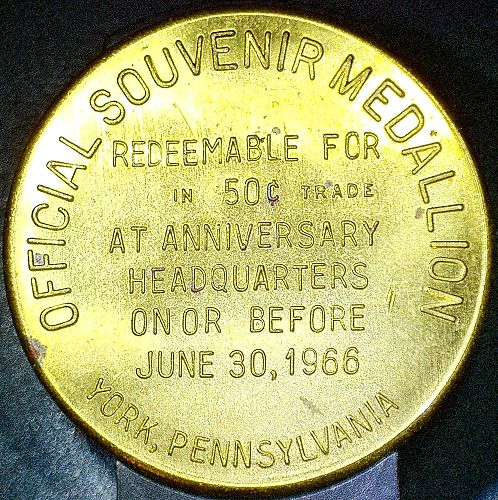 OFFICIAL SOUVENIR MEDALLION
REDEEMABLE FOR
IN 50¢ TRADE
AT ANNIVERSARY
HEADQUARTERS
ON OR BEFORE
JUNE 30, 1966
YORK, PENNSYLVANIA